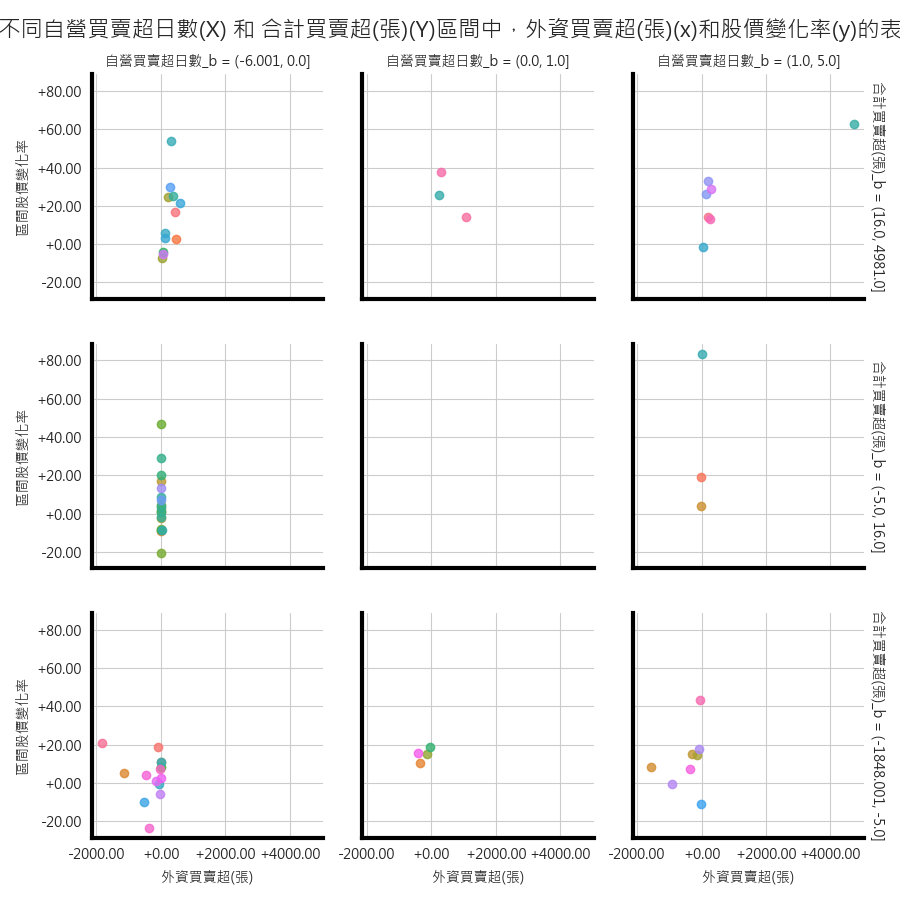 不同自營買賣超日數(X) 和 合計買賣超(張)(Y)區間中，外資買賣超(張)(x)和股價變化率(y)的表
自營買賣超日數_b = (-6.001, 0.0]
自營買賣超日數_b = (0.0, 1.0]
自營買賣超日數_b = (1.0, 5.0]
合計買賣超(張)_b = (16.0, 4981.0]
區間股價變化率
+80.00
+60.00
+40.00
+20.00
+0.00
-20.00
合計買賣超(張)_b = (-5.0, 16.0]
區間股價變化率
+80.00
+60.00
+40.00
+20.00
+0.00
-20.00
合計買賣超(張)_b = (-1848.001, -5.0]
區間股價變化率
+80.00
+60.00
+40.00
+20.00
+0.00
-20.00
-2000.00 +0.00 +2000.00 +4000.00
-2000.00 +0.00 +2000.00 +4000.00
-2000.00 +0.00 +2000.00 +4000.00
外資買賣超(張)
外資買賣超(張)
外資買賣超(張)